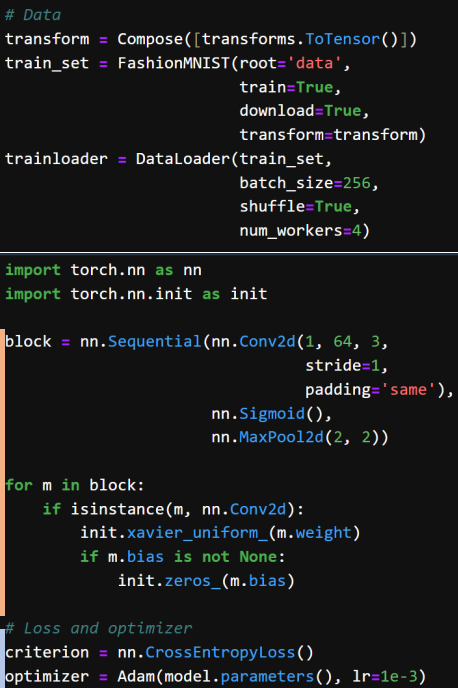 # Data
transform = Compose([transforms.ToTensor()])
train_set = FashionMNIST(root='data',
                         train=True,
                         download=True,
                         transform=transform)
trainloader = DataLoader(train_set,
                         batch_size=256,
                         shuffle=True,
                         num_workers=4)
import torch.nn as nn
import torch.nn.init as init
block = nn.Sequential(nn.Conv2d(1, 64, 3,
                                stride=1,
                                padding='same'),
                      nn.Sigmoid(),
                      nn.MaxPool2d(2, 2))
for m in block:
    if isinstance(m, nn.Conv2d):
        init.xavier_uniform_(m.weight)
        if m.bias is not None:
            init.zeros_(m.bias)
# Loss and optimizer
criterion = nn.CrossEntropyLoss()
optimizer = Adam(model.parameters(), lr=1e-3)